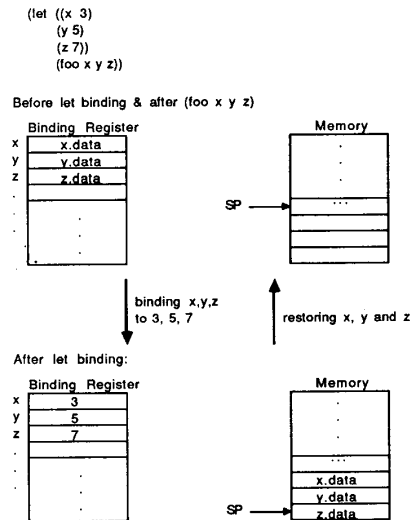 (let ((x 3)
(y 5)
(z 7))
(foo x y z))
Before let binding & after (foo x y z)
Binding Register
x x.data
y y.data
z z.data
Memory
SP
binding x,y,z
to 3, 5, 7
restoring x, y and z
After let binding:
Binding Register
x 3
y 5
z 7
Memory
x.data
y.data
SP z.data